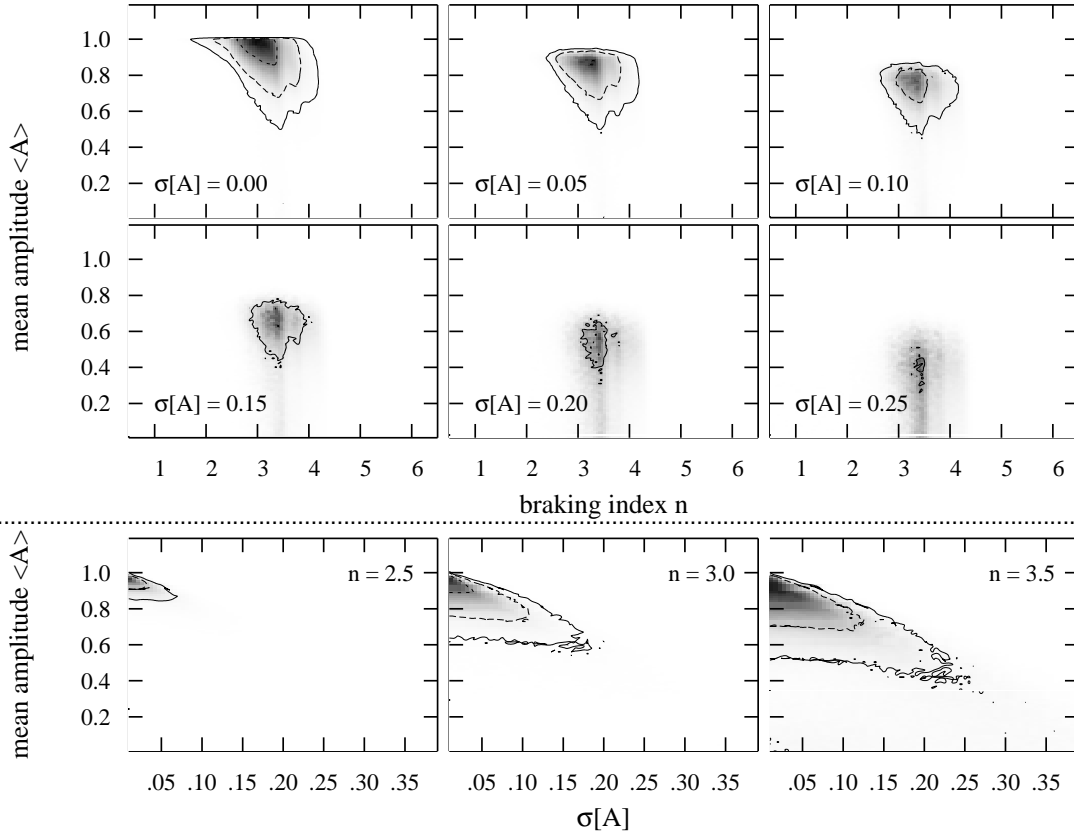 mean amplitude <A>
1.0
0.8
0.6
0.4
0.2
σ[A] = 0.00
σ[A] = 0.05
σ[A] = 0.10
1.0
0.8
0.6
0.4
0.2
σ[A] = 0.15
σ[A] = 0.20
σ[A] = 0.25
1 2 3 4 5 6 1 2 3 4 5 6 1 2 3 4 5 6
braking index n
mean amplitude <A>
1.0
0.8
0.6
0.4
0.2
n = 2.5
n = 3.0
n = 3.5
.05 .10 .15 .20 .25 .30 .35 .05 .10 .15 .20 .25 .30 .35 .05 .10 .15 .20 .25 .30 .35
σ[A]